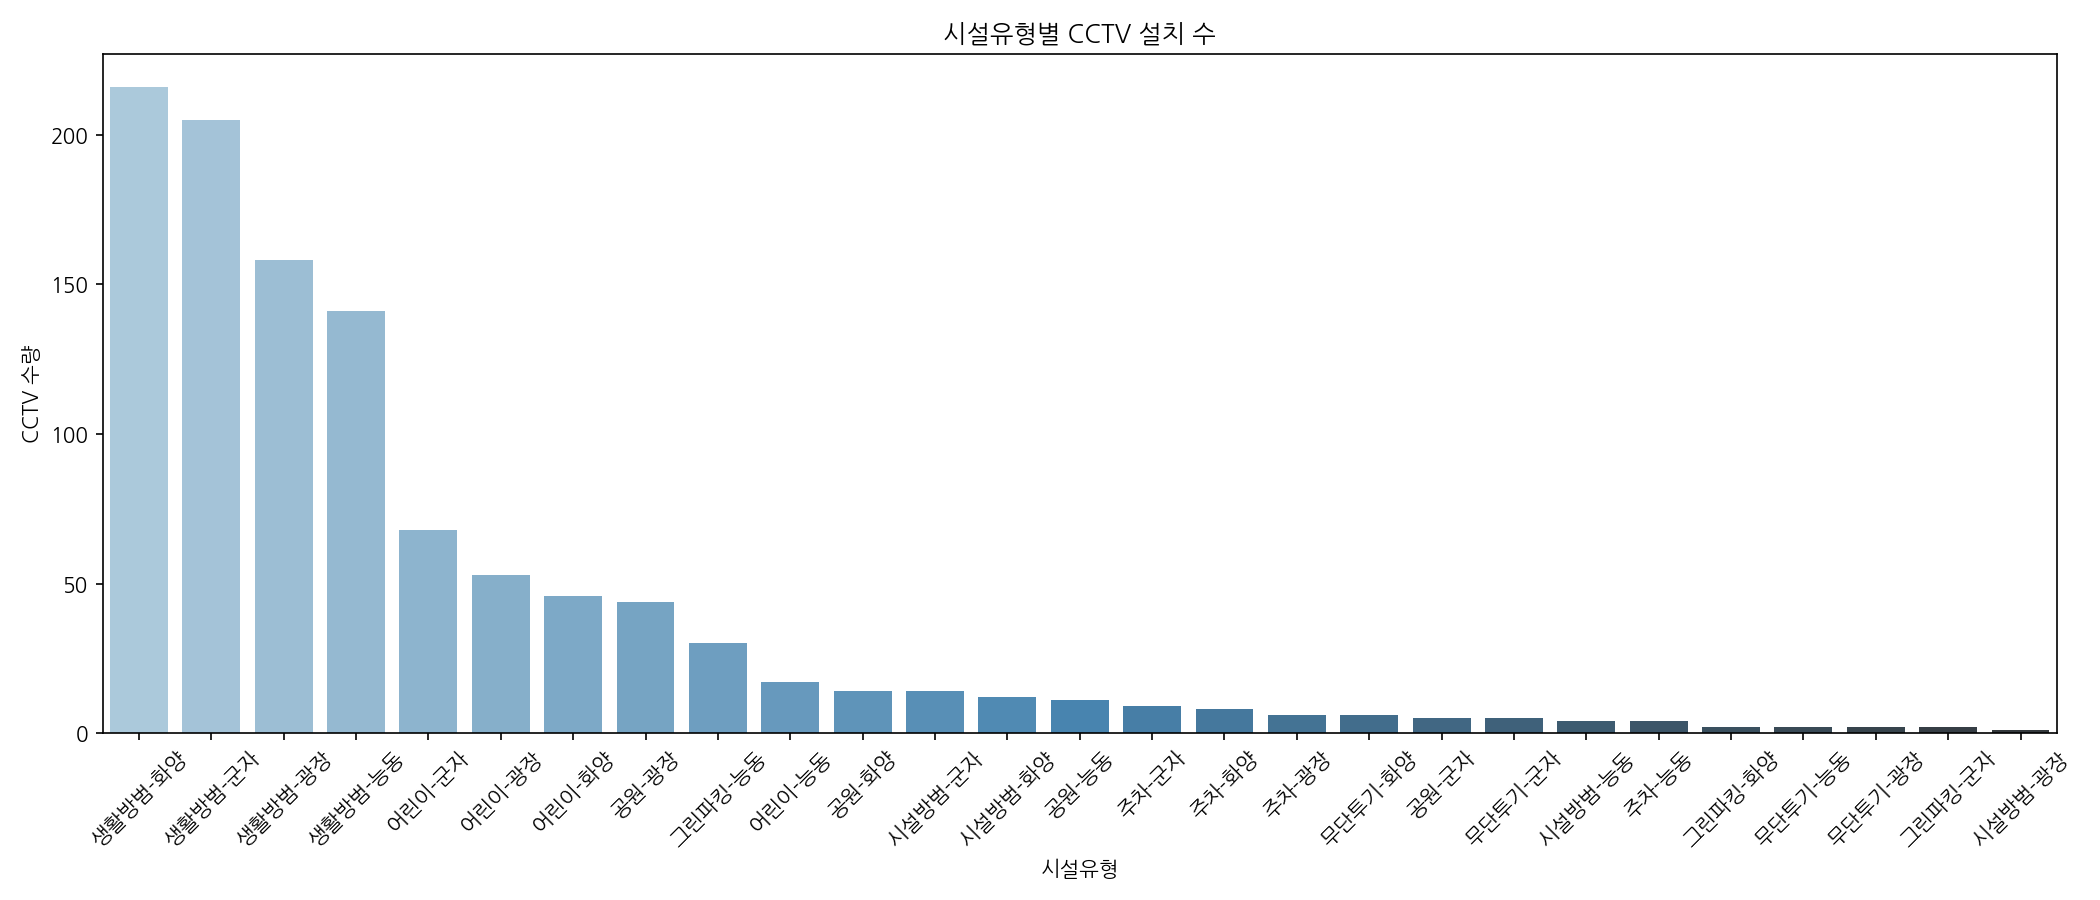 시설유형별 CCTV 설치 수
CCTV 수량
200
150
100
50
0
생활방범-화양
생활방범-군자
생활방범-광장
생활방범-능동
어린이-군자
어린이-광장
어린이-화양
공원-광장
그린파킹-능동
어린이-능동
공원-화양
시설방범-군자
시설방범-화양
공원-능동
주차-군자
주차-화양
주차-광장
무단투기-화양
공원-군자
무단투기-군자
시설방범-능동
주차-능동
그린파킹-화양
무단투기-능동
무단투기-광장
그린파킹-군자
시설방범-광장
시설유형